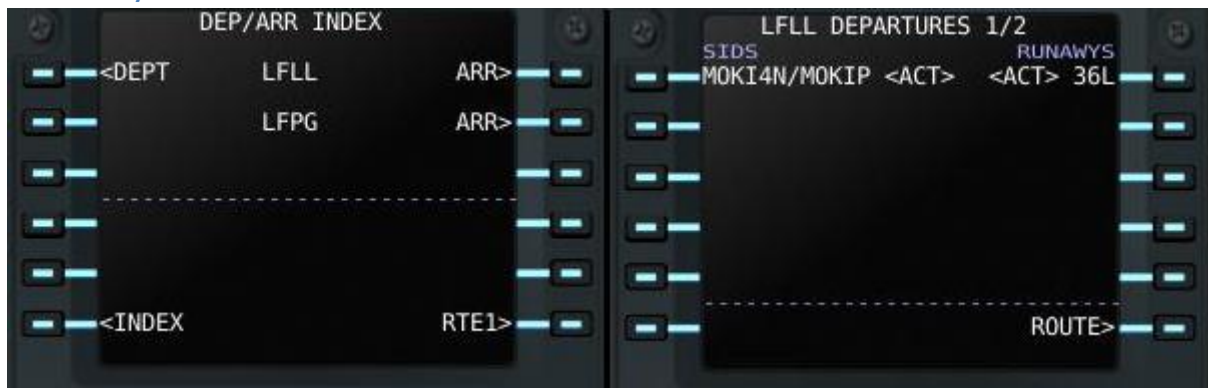 DEP/ARR INDEX
<DEPT LFLL ARR>
LFPG ARR>
<INDEX RTE1>
LFLL DEPARTURES 1/2
SIDS RUNAWYS
MOKI4N/MOKIP <ACT> <ACT> 36L
ROUTE>